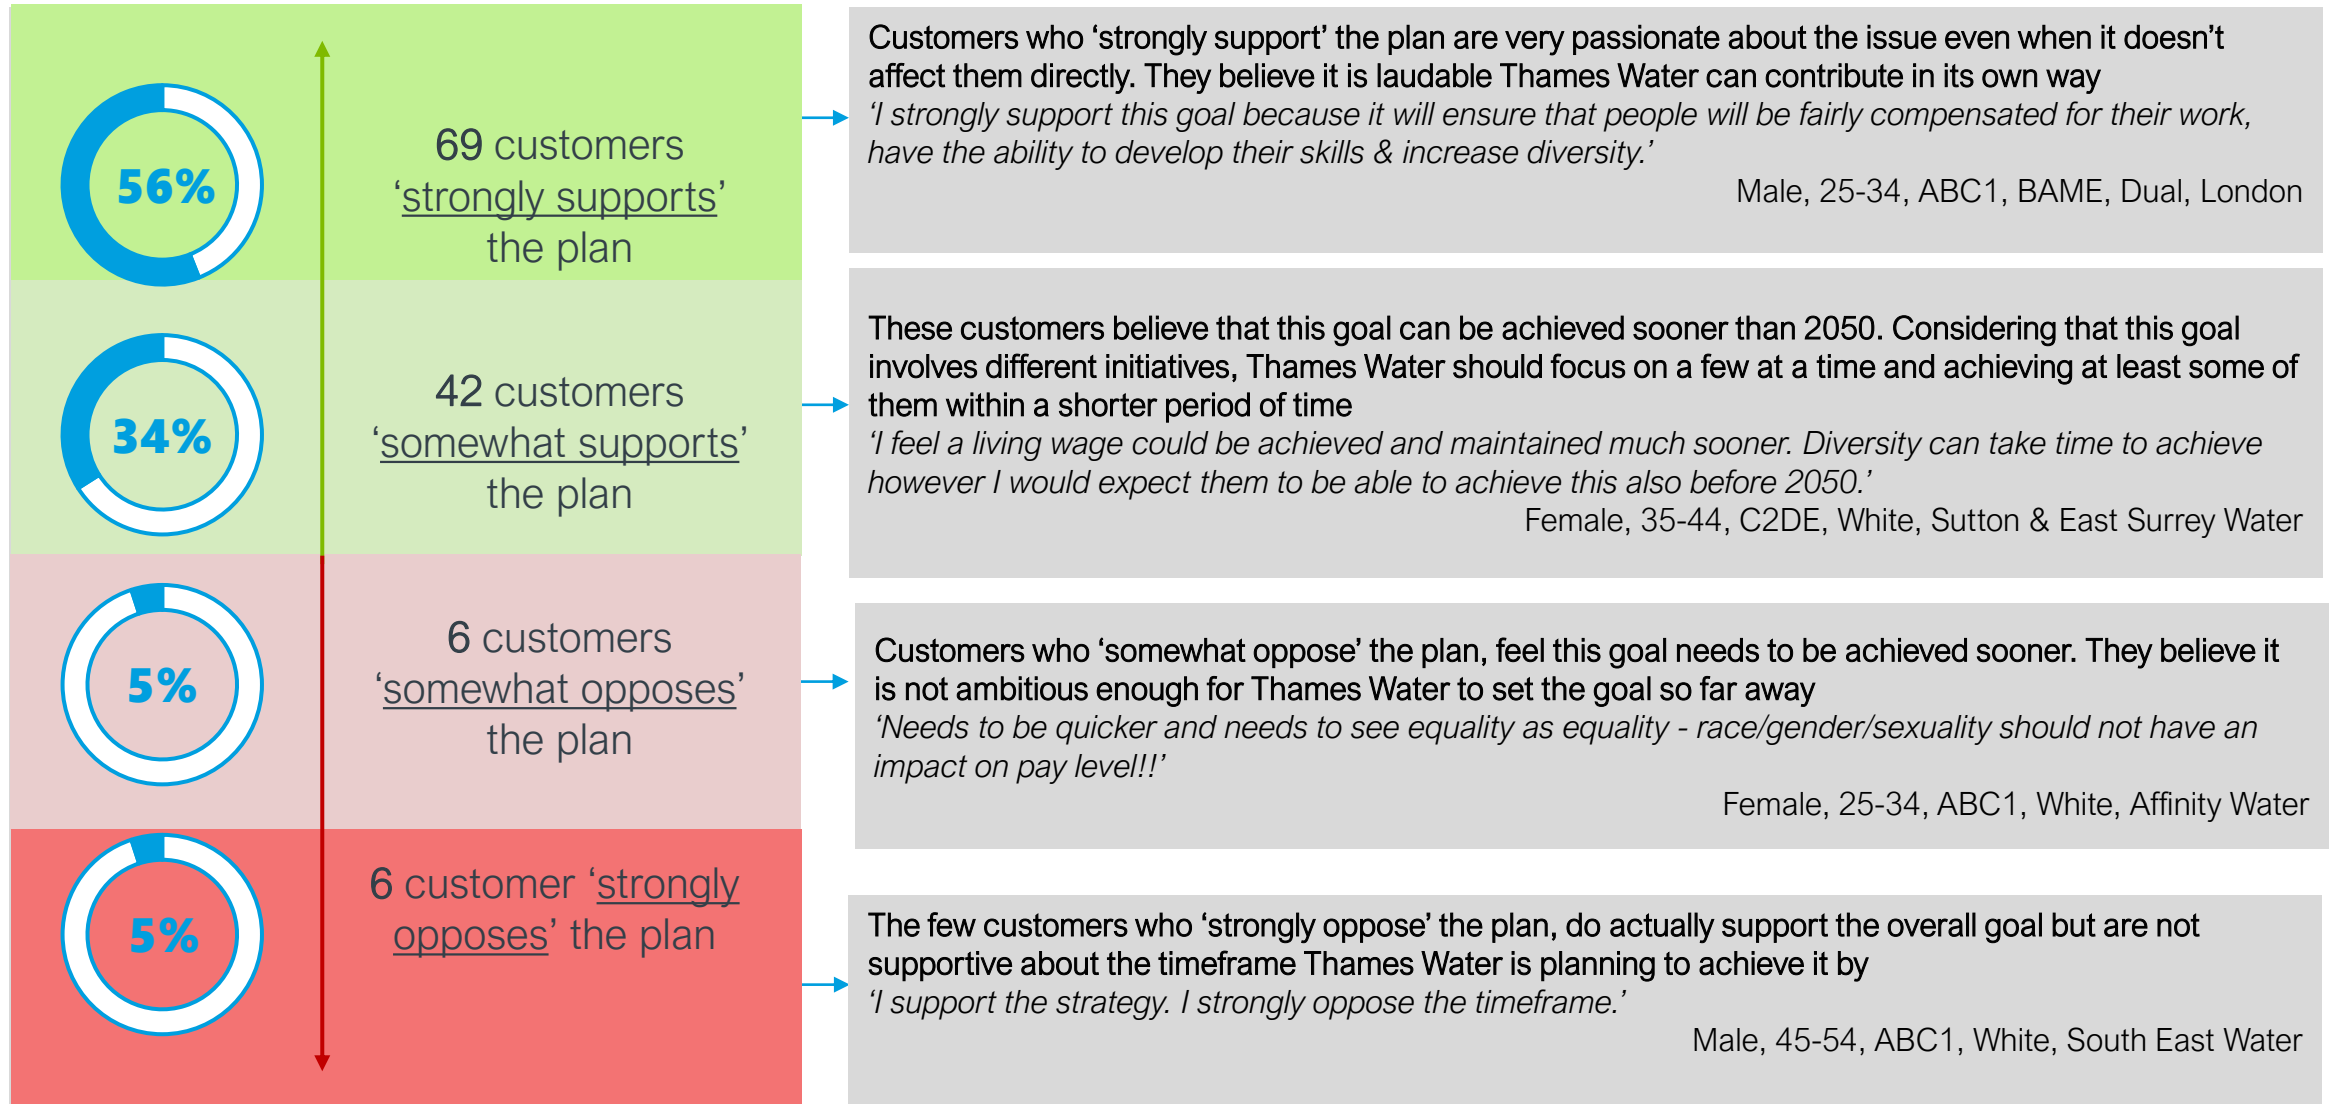 56%
69 customers
‘strongly supports’
the plan
Customers who ‘strongly support’ the plan are very passionate about the issue even when it doesn’t
affect them directly. They believe it is laudable Thames Water can contribute in its own way
‘I strongly support this goal because it will ensure that people will be fairly compensated for their work,
have the ability to develop their skills & increase diversity.’
Male, 25-34, ABC1, BAME, Dual, London
34%
42 customers
‘somewhat supports’
the plan
These customers believe that this goal can be achieved sooner than 2050. Considering that this goal
involves different initiatives, Thames Water should focus on a few at a time and achieving at least some of
them within a shorter period of time
‘I feel a living wage could be achieved and maintained much sooner. Diversity can take time to achieve
however I would expect them to be able to achieve this also before 2050.’
Female, 35-44, C2DE, White, Sutton & East Surrey Water
5%
6 customers
‘somewhat opposes’
the plan
Customers who ‘somewhat oppose’ the plan, feel this goal needs to be achieved sooner. They believe it
is not ambitious enough for Thames Water to set the goal so far away
‘Needs to be quicker and needs to see equality as equality - race/gender/sexuality should not have an
impact on pay level!!’
Female, 25-34, ABC1, White, Affinity Water
5%
6 customer ‘strongly
opposes’ the plan
The few customers who ‘strongly oppose’ the plan, do actually support the overall goal but are not
supportive about the timeframe Thames Water is planning to achieve it by
‘I support the strategy. I strongly oppose the timeframe.’
Male, 45-54, ABC1, White, South East Water